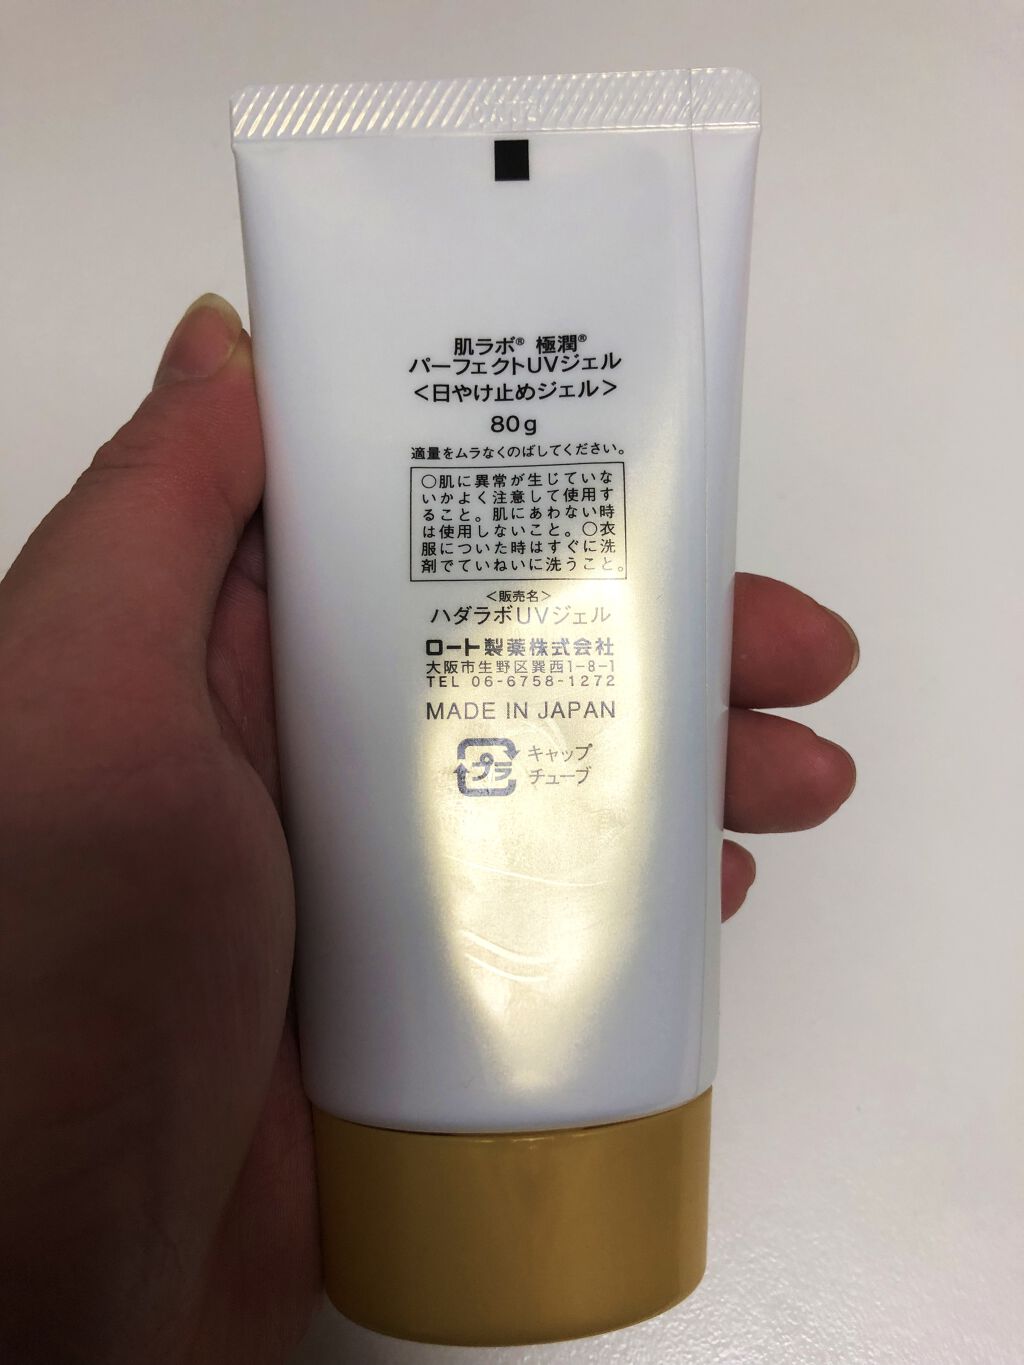 肌ラボ® 極潤®
パーフェクトUVジェル
<日やけ止めジェル>
80g
適量をムラなくのばしてください。
○肌に異常が生じていな
いかよく注意して使用す
ること。肌にあわない時
は使用しないこと。○衣
服についた時はすぐに洗
剤でていねいに洗うこと。
<販売名>
ハダラボUVジェル
ロート製薬株式会社
大阪市生野区巽西1-8-1
TEL 06-6758-1272
MADE IN JAPAN
プラ キャップ
チューブ